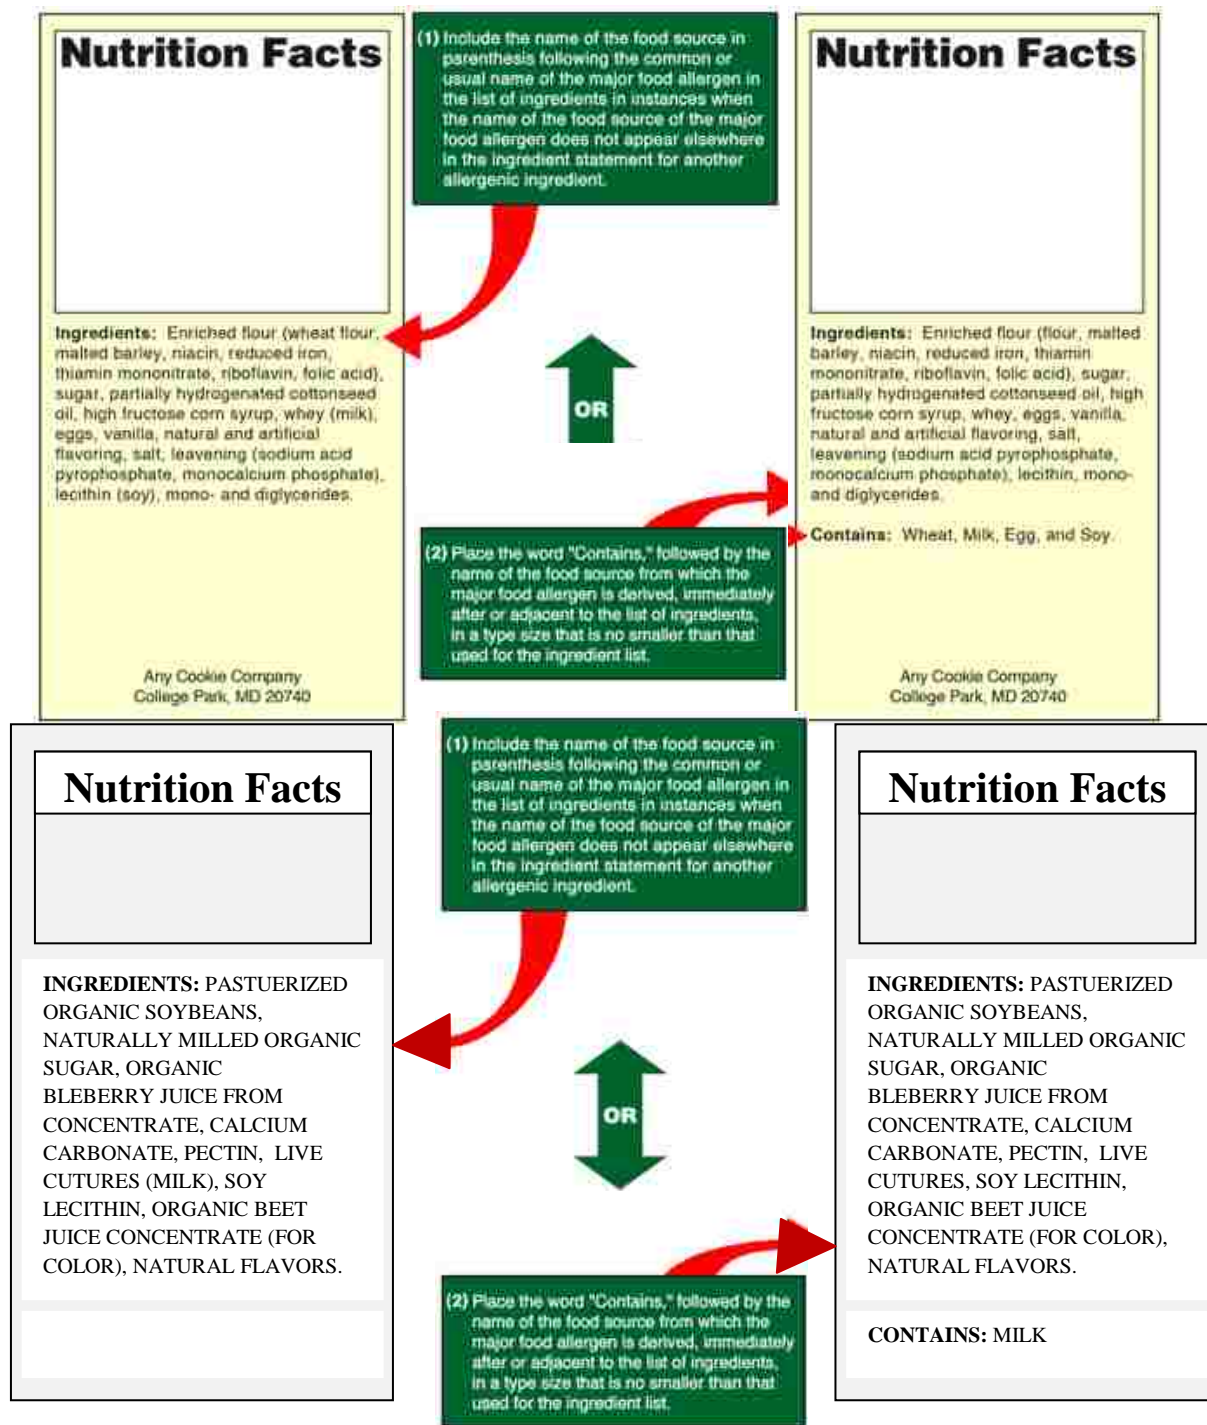 Nutrition Facts
Ingredients: Enriched flour (wheat flour,
malted barley, niacin, reduced iron,
thiamin mononitrate, riboflavin, folic acid),
sugar, partially hydrogenated cottonseed
oil, high fructose corn syrup, whey (milk),
eggs, vanilla, natural and artificial
flavoring, salt, leavening (sodium acid
pyrophosphate, monocalcium phosphate),
lecithin (soy), mono- and diglycerides.
Any Cookie Company
College Park, MD 20740
(1) Include the name of the food source in
parenthesis following the common or
usual name of the major food allergen in
the list of ingredients in instances when
the name of the food source of the major
food allergen does not appear elsewhere
in the ingredient statement for another
allergenic ingredient.
OR
(2) Place the word "Contains," followed by the
name of the food source from which the
major food allergen is derived, immediately
after or adjacent to the list of ingredients,
in a type size that is no smaller than that
used for the ingredient list.
Nutrition Facts
Ingredients: Enriched flour (flour, malted
barley, niacin, reduced iron, thiamin
mononitrate, riboflavin, folic acid), sugar,
partially hydrogenated cottonseed oil, high
fructose corn syrup, whey, eggs, vanilla,
natural and artificial flavoring, salt,
leavening (sodium acid pyrophosphate,
monocalcium phosphate), lecithin, mono-
and diglycerides.
Contains: Wheat, Milk, Egg, and Soy.
Any Cookie Company
College Park, MD 20740
Nutrition Facts
INGREDIENTS: PASTUERIZED
ORGANIC SOYBEANS,
NATURALLY MILLED ORGANIC
SUGAR, ORGANIC
BLEBERRY JUICE FROM
CONCENTRATE, CALCIUM
CARBONATE, PECTIN, LIVE
CUTURES (MILK), SOY
LECITHIN, ORGANIC BEET
JUICE CONCENTRATE (FOR
COLOR), NATURAL FLAVORS.
(1) Include the name of the food source in
parenthesis following the common or
usual name of the major food allergen in
the list of ingredients in instances when
the name of the food source of the major
food allergen does not appear elsewhere
in the ingredient statement for another
allergenic ingredient.
OR
(2) Place the word "Contains," followed by the
name of the food source from which the
major food allergen is derived, immediately
after or adjacent to the list of ingredients,
in a type size that is no smaller than that
used for the ingredient list.
Nutrition Facts
INGREDIENTS: PASTUERIZED
ORGANIC SOYBEANS,
NATURALLY MILLED ORGANIC
SUGAR, ORGANIC
BLEBERRY JUICE FROM
CONCENTRATE, CALCIUM
CARBONATE, PECTIN, LIVE
CUTURES, SOY LECITHIN,
ORGANIC BEET JUICE
CONCENTRATE (FOR COLOR),
NATURAL FLAVORS.
CONTAINS: MILK